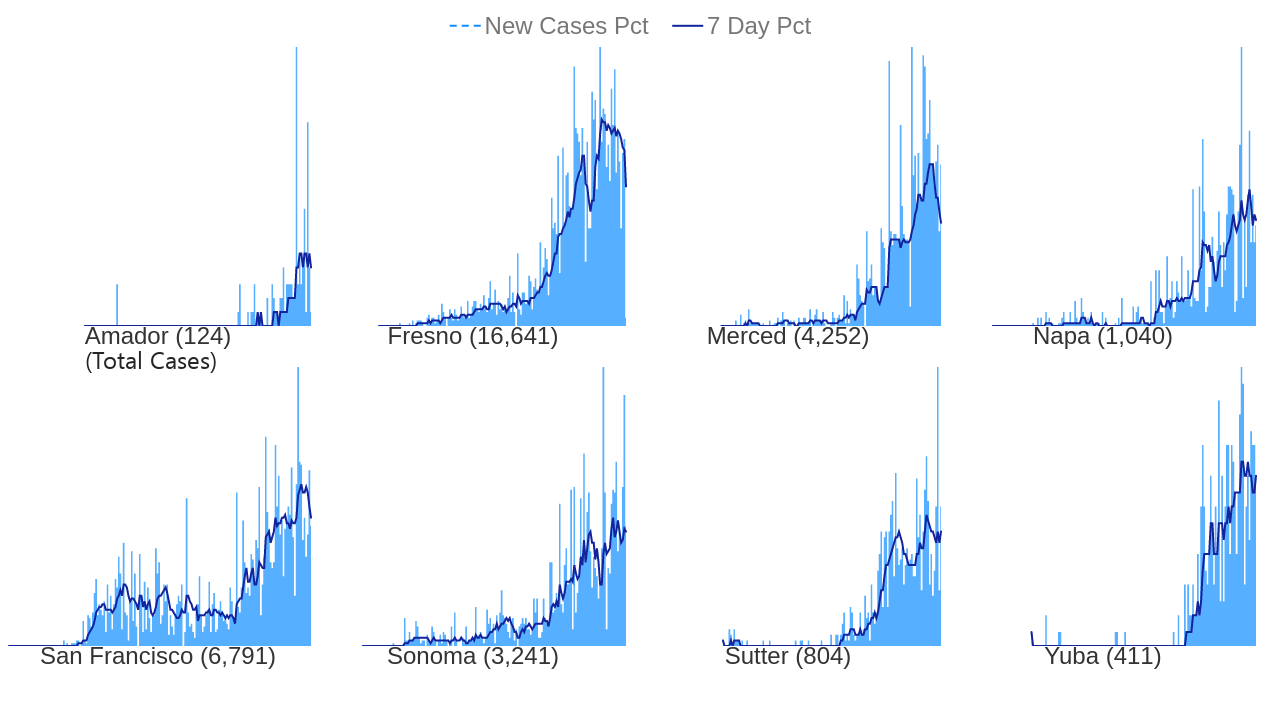 New Cases Pct 7 Day Pct
Amador (124) Fresno (16,641) Merced (4,252) Napa (1,040)
(Total Cases)
San Francisco (6,791) Sonoma (3,241) Sutter (804) Yuba (411)